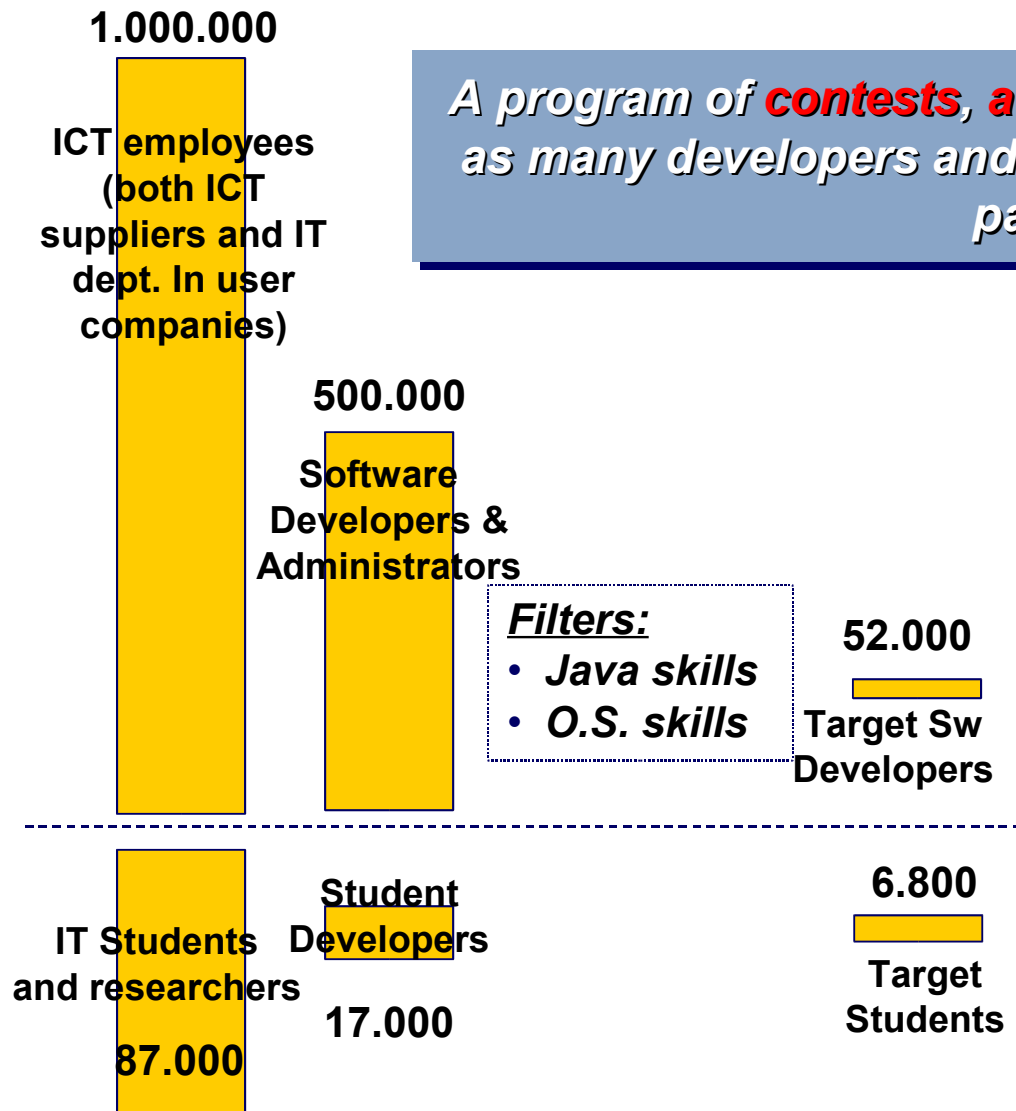 1.000.000
A program of contests, a
as many developers and
pa
ICT employees
(both ICT
suppliers and IT
dept. In user
companies)
500.000
Software
Developers &
Administrators
Filters:
• Java skills
• O.S. skills
52.000
Target Sw
Developers
Student
Developers
17.000
IT Students
and researchers
87.000
6.800
Target
Students